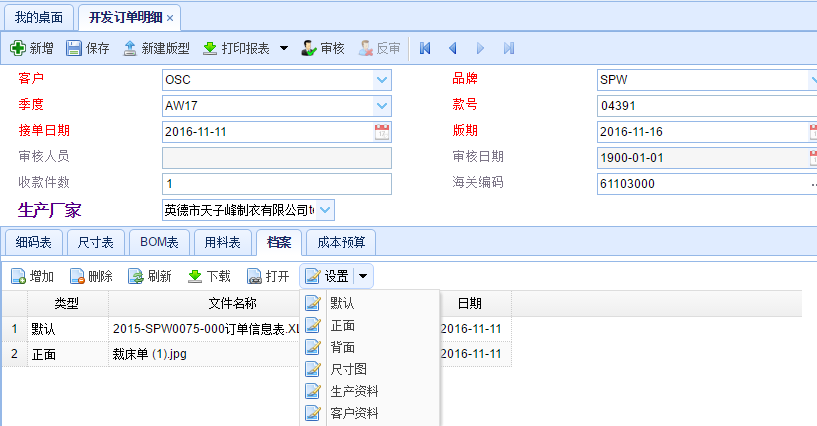 我的桌面 开发订单明细 ×
新增 保存 新建版型 打印报表 审核 反审
客户 OSC 品牌 SPW
季度 AW17 款号 04391
接单日期 2016-11-11 版期 2016-11-16
审核人员 审核日期 1900-01-01
收款件数 1 海关编码 61103000 ..
生产厂家 英德市天子峰制衣有限公司
细码表 尺寸表 BOM表 用料表 档案 成本预算
增加 删除 刷新 下载 打开 设置
类型 文件名称 日期
1 默认 2015-SPW0075-000订单信息表.XL 2016-11-11
2 正面 裁床单 (1).jpg 2016-11-11
默认
正面
背面
尺寸图
生产资料
客户资料